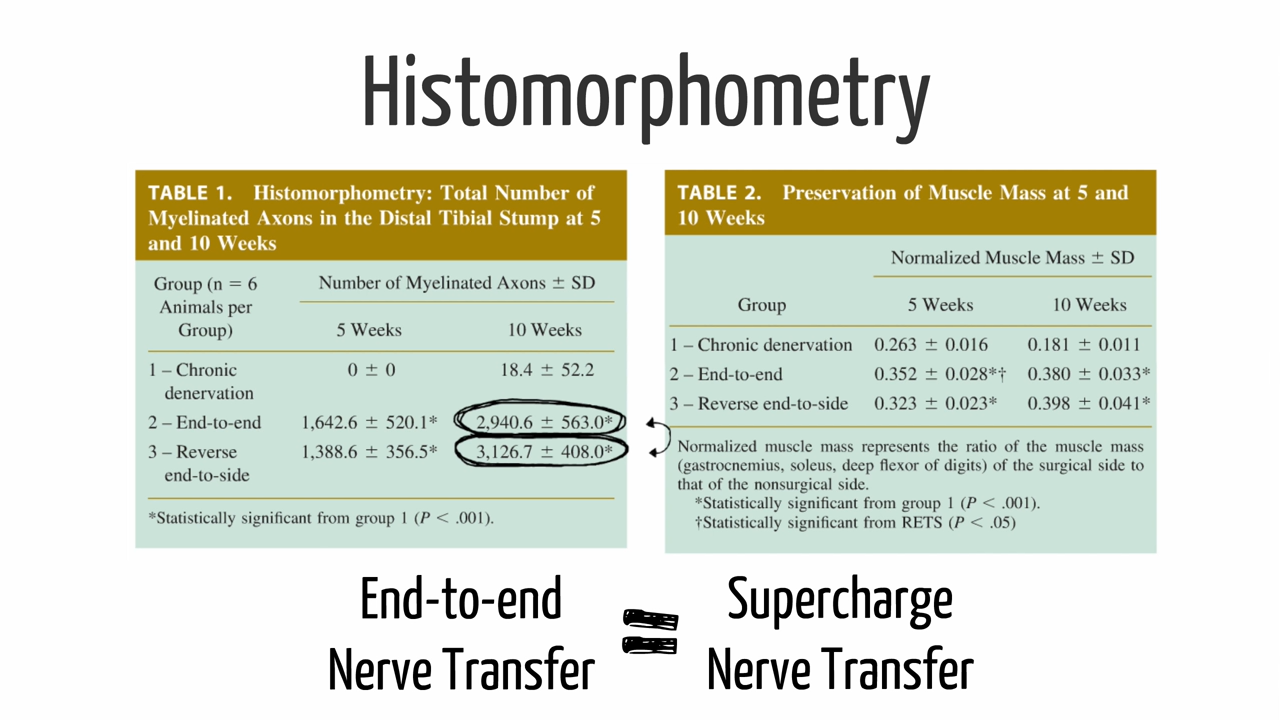 Histomorphometry
TABLE 1. Histomorphometry: Total Number of
Myelinated Axons in the Distal Tibial Stump at 5
and 10 Weeks
Group (n = 6
Animals per
Group)
Number of Myelinated Axons ± SD
5 Weeks 10 Weeks
1 – Chronic
denervation
0 ± 0 18.4 ± 52.2
2 – End-to-end 1,642.6 ± 520.1* 2,940.6 ± 563.0*
3 – Reverse
end-to-side
1,388.6 ± 356.5* 3,126.7 ± 408.0*
*Statistically significant from group 1 (P < .001).
TABLE 2. Preservation of Muscle Mass at 5 and
10 Weeks
Normalized Muscle Mass ± SD
Group 5 Weeks 10 Weeks
1 – Chronic denervation 0.263 ± 0.016 0.181 ± 0.011
2 – End-to-end 0.352 ± 0.028*† 0.380 ± 0.033*
3 – Reverse end-to-side 0.323 ± 0.023* 0.398 ± 0.041*
Normalized muscle mass represents the ratio of the muscle mass
(gastrocnemius, soleus, deep flexor of digits) of the surgical side to
that of the nonsurgical side.
*Statistically significant from group 1 (P < .001).
†Statistically significant from RETS (P < .05)
End-to-end
Nerve Transfer
=
Supercharge
Nerve Transfer